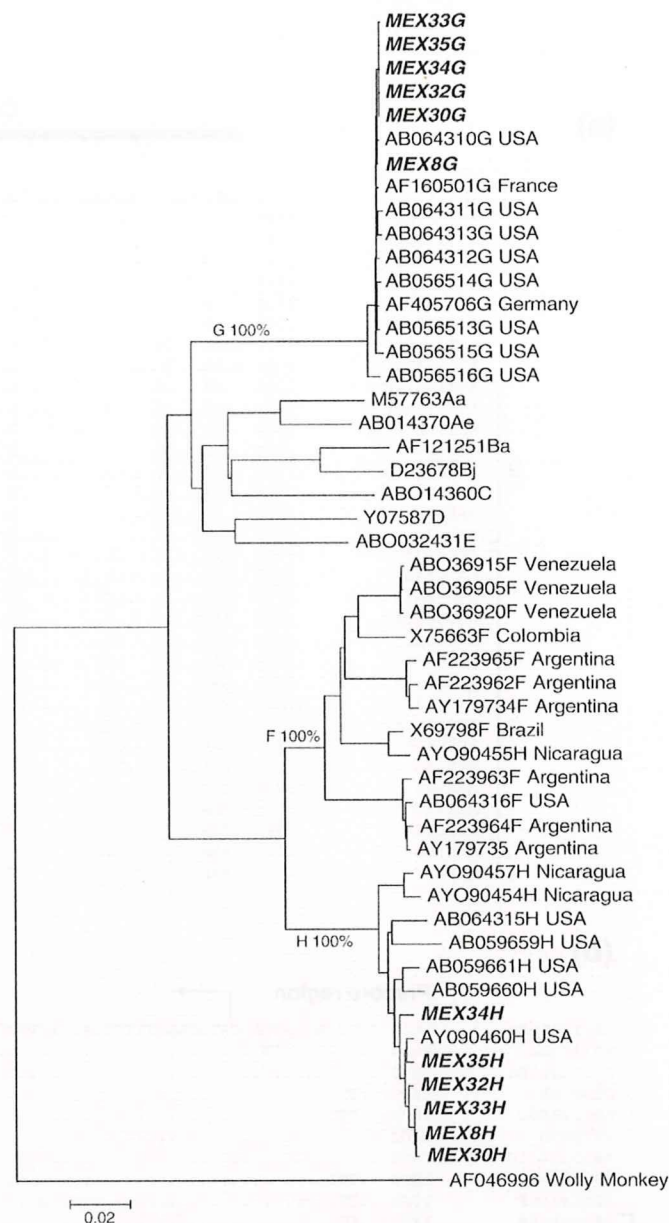 MEX33G
MEX35G
MEX34G
MEX32G
MEX30G
AB064310G USA
MEX8G
AF160501G France
AB064311G USA
AB064313G USA
AB064312G USA
AB056514G USA
AF405706G Germany
AB056513G USA
G 100%
AB056515G USA
AB056516G USA
M57763Aa
AB014370Ae
AF121251Ba
D23678Bj
ABO14360C
Y07587D
ABO032431E
ABO36915F Venezuela
ABO36905F Venezuela
ABO36920F Venezuela
X75663F Colombia
AF223965F Argentina
AF223962F Argentina
AY179734F Argentina
X69798F Brazil
F 100%
AYO90455H Nicaragua
AF223963F Argentina
AB064316F USA
AF223964F Argentina
AY179735 Argentina
AYO90457H Nicaragua
AYO90454H Nicaragua
AB064315H USA
H 100%
AB059659H USA
AB059661H USA
AB059660H USA
MEX34H
AY090460H USA
MEX35H
MEX32H
MEX33H
MEX8H
MEX30H
AF046996 Wolly Monkey
0.02